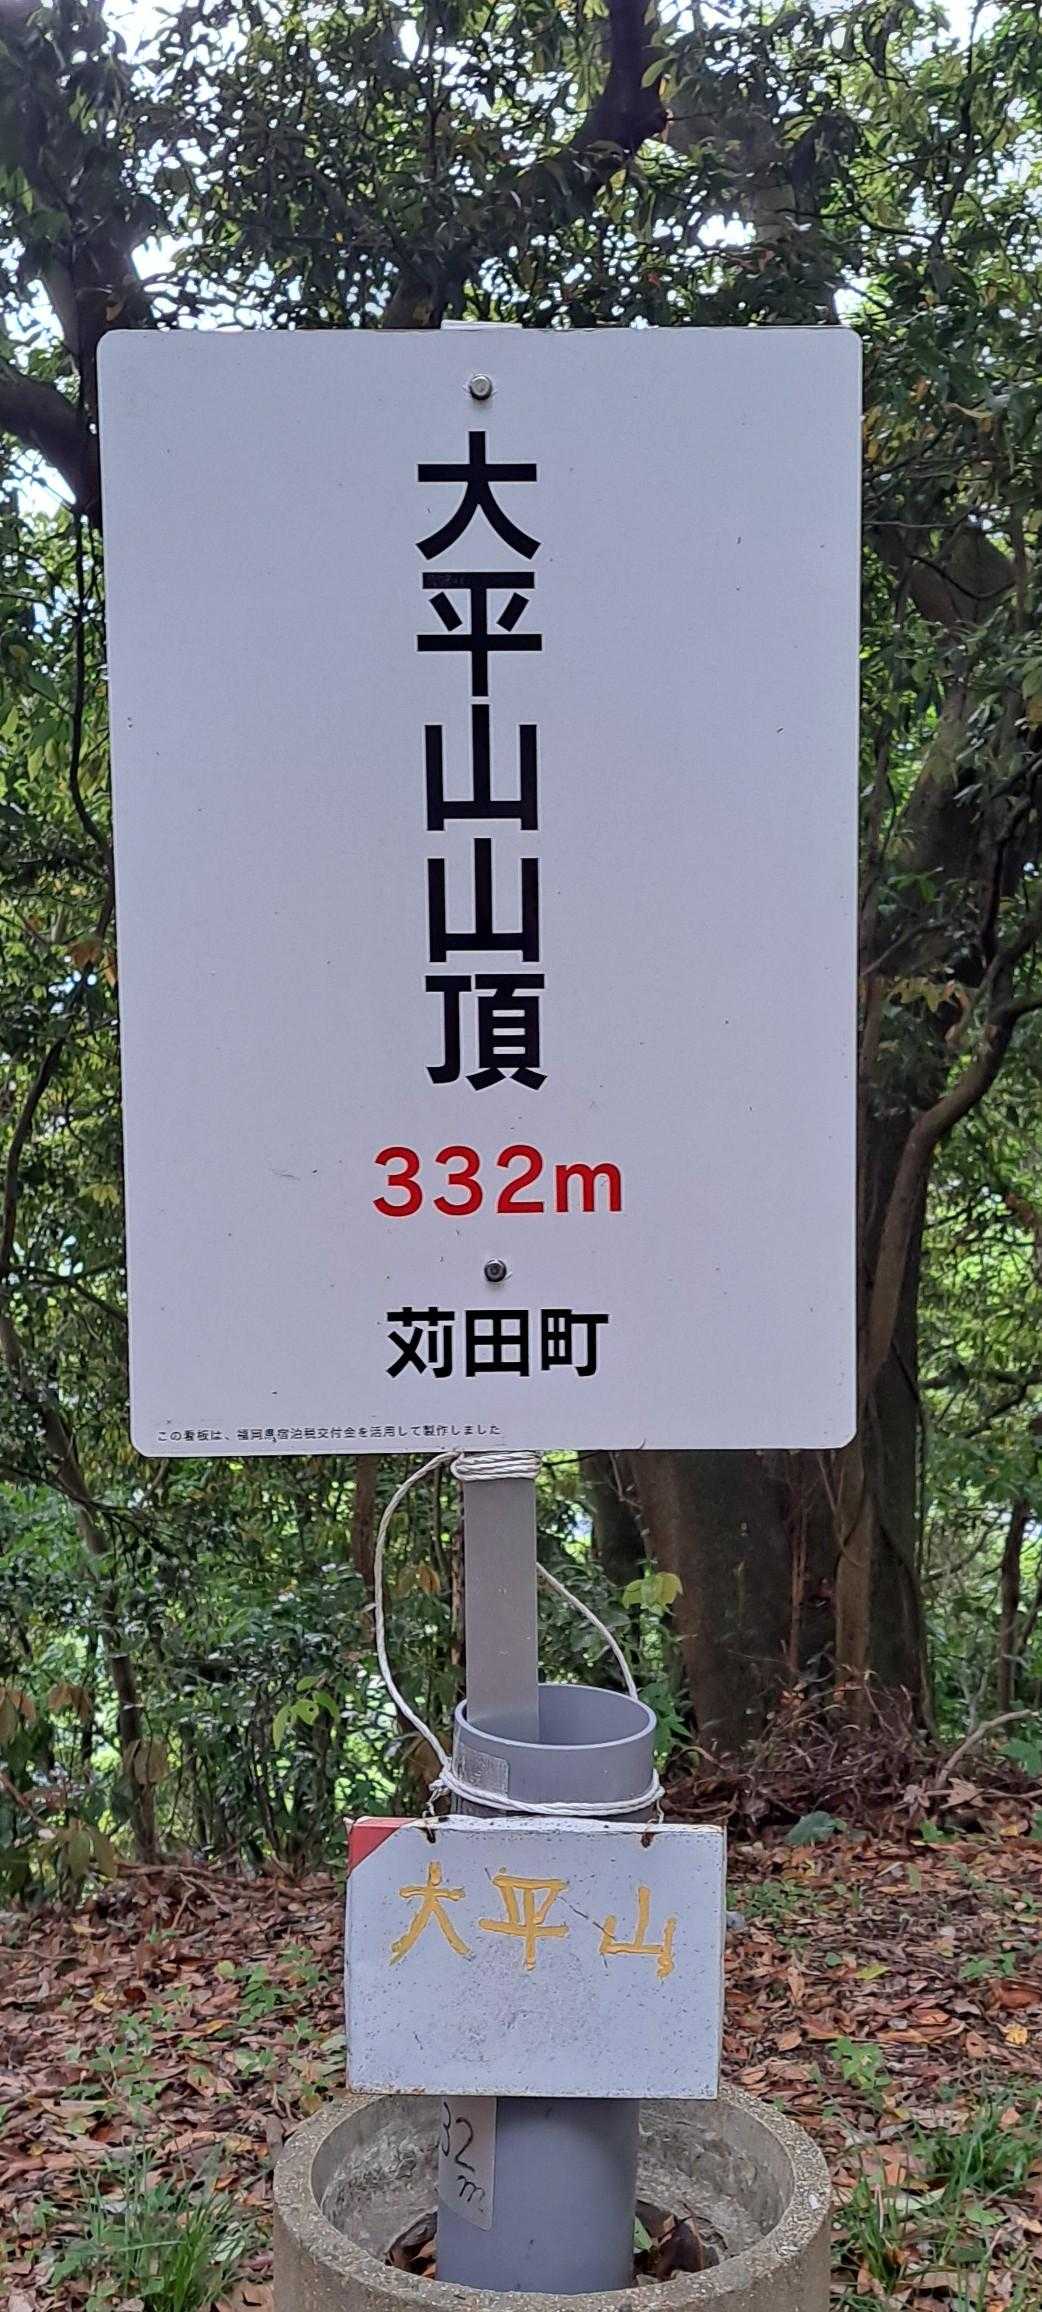 大平山山頂
332m
苅田町
この看板は、福岡県宿泊税交付金を活用して製作しました
大平山
32
m